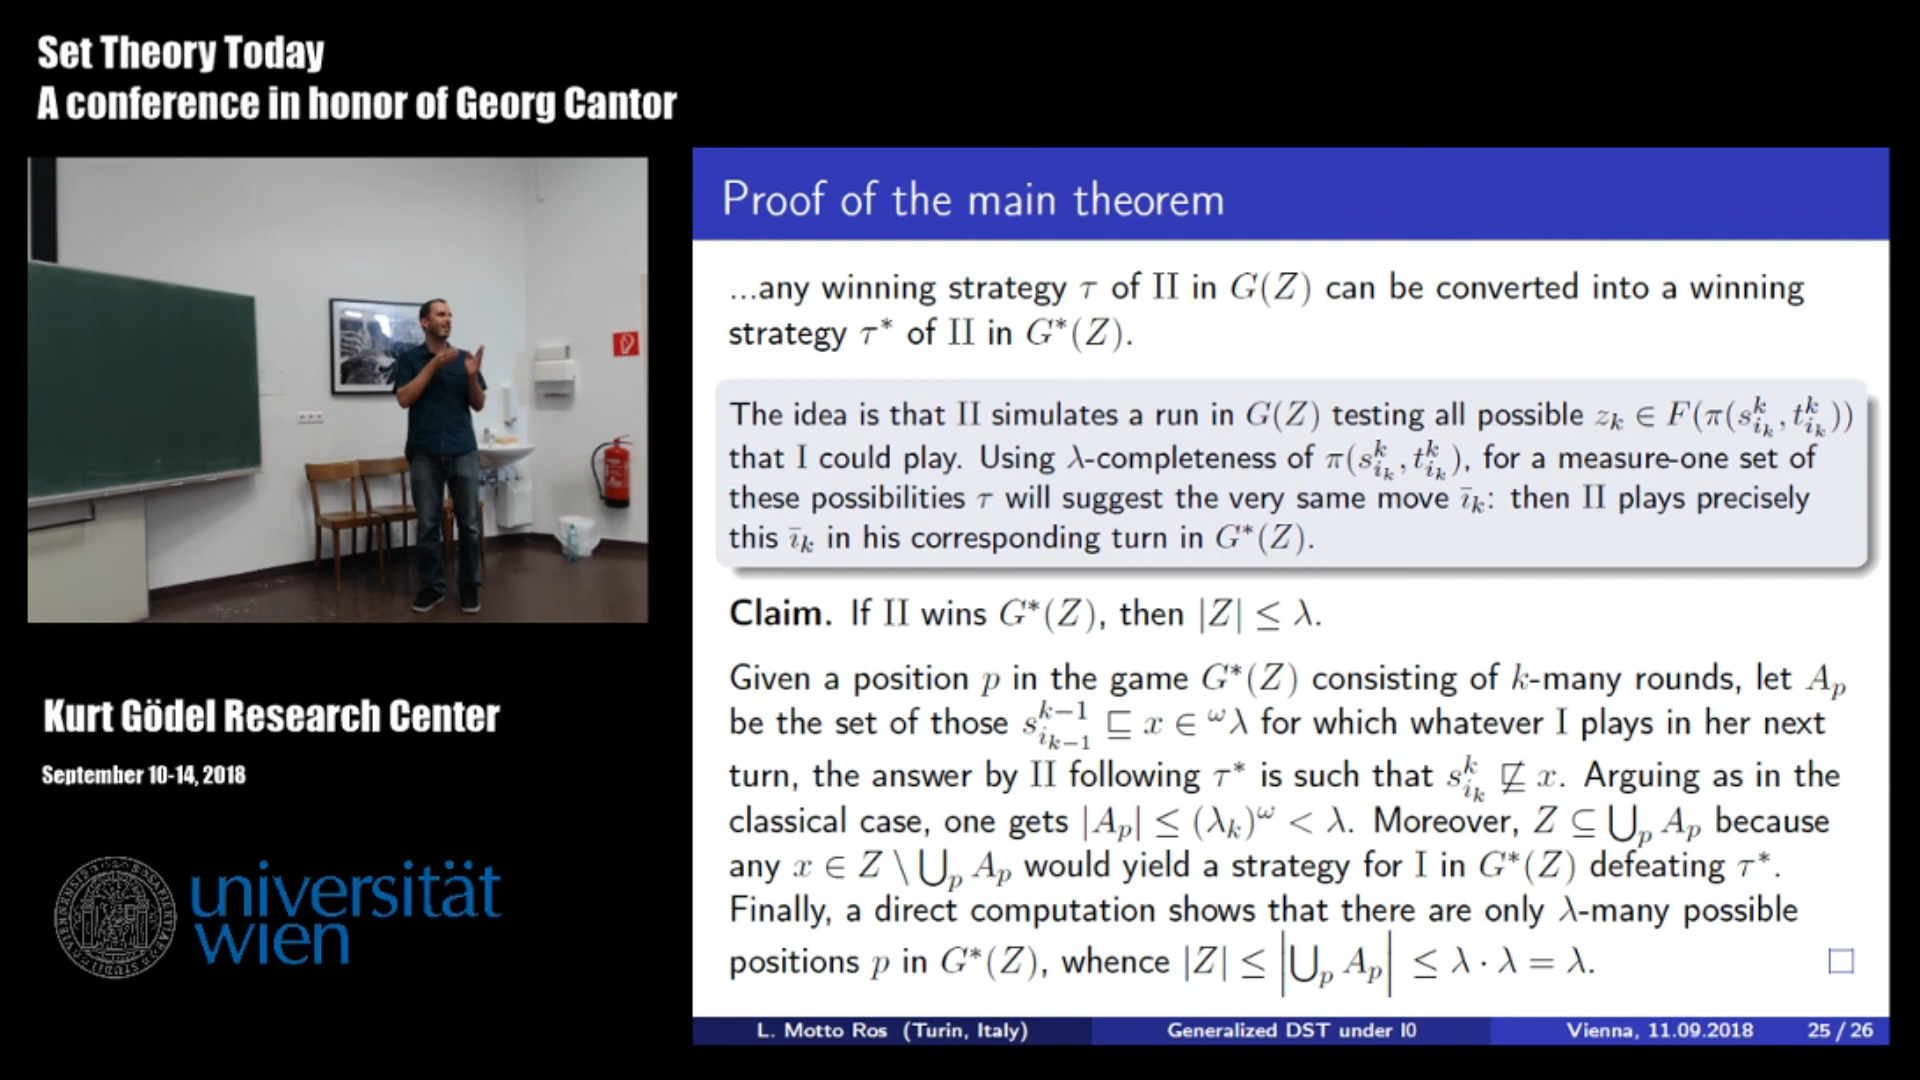 Set Theory Today
A conference in honor of Georg Cantor
Proof of the main theorem
...any winning strategy τ of II in G(Z) can be converted into a winning
strategy τ* of II in G*(Z).
The idea is that II simulates a run in G(Z) testing all possible z_k ∈ F(π(s^k_{i_k}, t^k_{i_k}))
that I could play. Using λ-completeness of π(s^k_{i_k}, t^k_{i_k}), for a measure-one set of
these possibilities τ will suggest the very same move ī_k: then II plays precisely
this ī_k in his corresponding turn in G*(Z).
Claim. If II wins G*(Z), then |Z| ≤ λ.
Given a position p in the game G*(Z) consisting of k-many rounds, let A_p
be the set of those s^{k-1}_{i_{k-1}} ⊑ x ∈ ^ωλ for which whatever I plays in her next
turn, the answer by II following τ* is such that s^k_{i_k} ⋢ x. Arguing as in the
classical case, one gets |A_p| ≤ (λ_k)^ω < λ. Moreover, Z ⊆ ⋃_p A_p because
any x ∈ Z \ ⋃_p A_p would yield a strategy for I in G*(Z) defeating τ*.
Finally, a direct computation shows that there are only λ-many possible
positions p in G*(Z), whence |Z| ≤ |⋃_p A_p| ≤ λ · λ = λ. □
L. Motto Ros (Turin, Italy) Generalized DST under I0 Vienna, 11.09.2018 25 / 26
Kurt Gödel Research Center
September 10-14, 2018
universität
wien